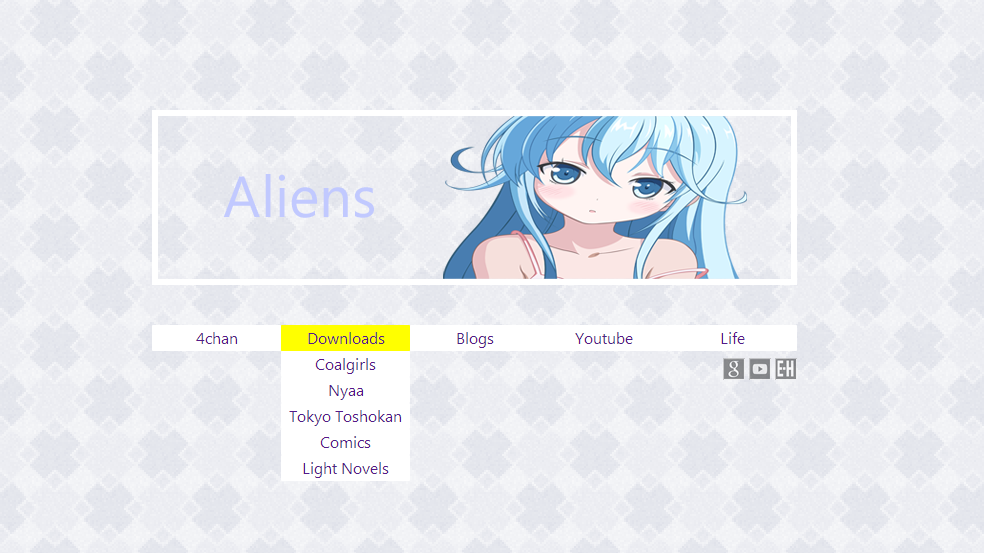 Aliens
4chan Downloads Blogs Youtube Life
Coalgirls
Nyaa
Tokyo Toshokan
Comics
Light Novels
g E-H